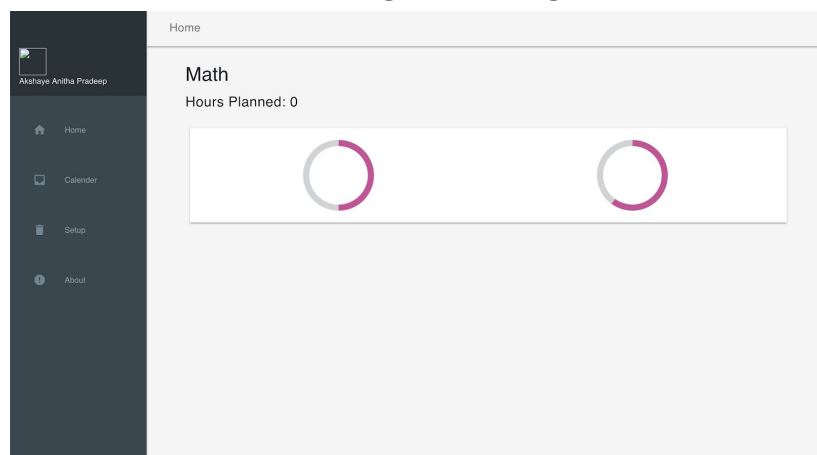 Home
Akshaye Anitha Pradeep
Math
Hours Planned: 0
Home
Calender
Setup
About